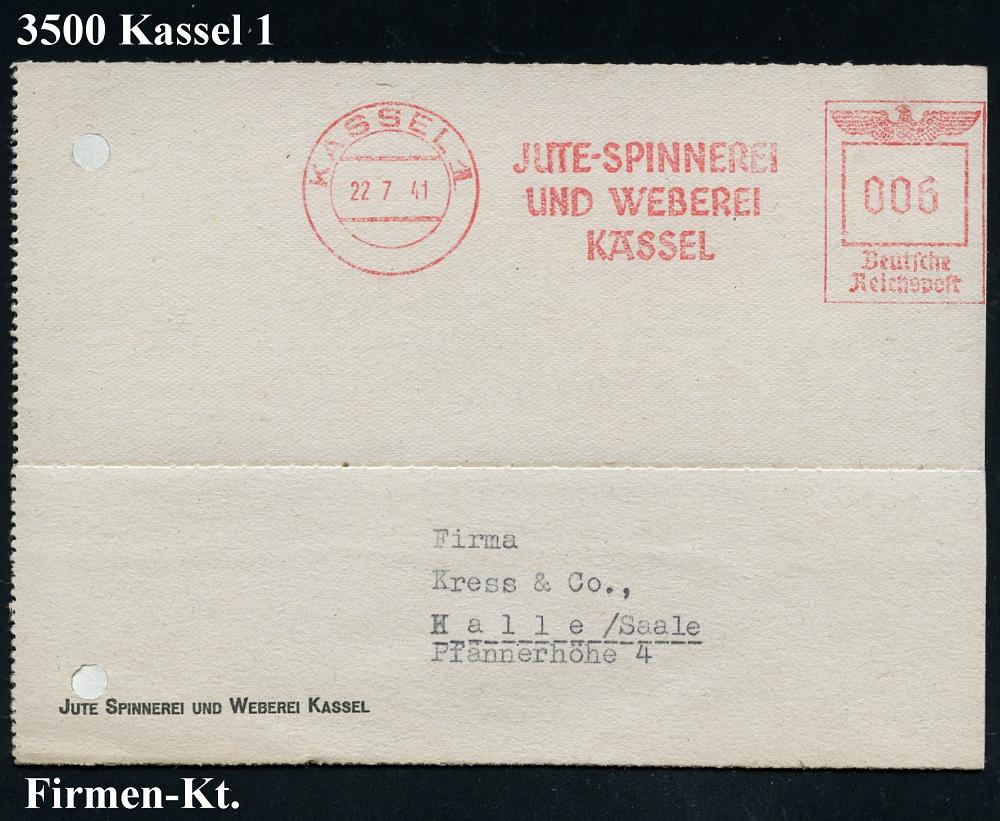 3500 Kassel 1
KASSEL 1
22 7 41
JUTE-SPINNEREI
UND WEBEREI
KASSEL
006
Deutsche
Reichspost
Firma
Kress & Co.,
Halle/Saale
Pfännerhöhe 4
JUTE SPINNEREI UND WEBEREI KASSEL
Firmen-Kt.